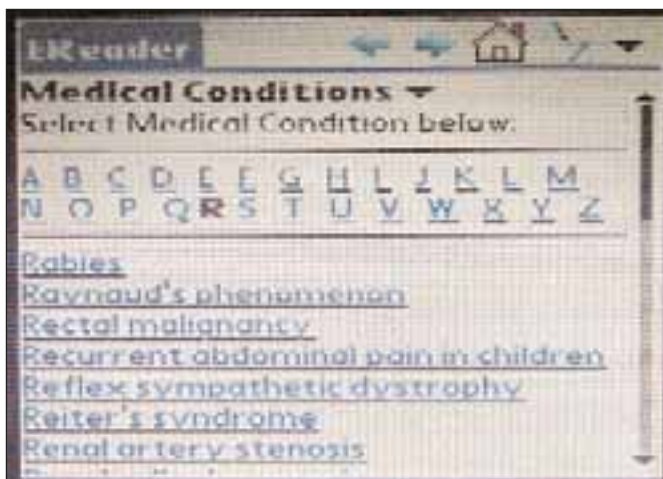 LReader
Medical Conditions
Select Medical Condition below.
A B C D E F G H I J K L M
N O P Q R S T U V W X Y Z
Rabies
Raynaud's phenomenon
Rectal malignancy
Recurrent abdominal pain in children
Reflex sympathetic dystrophy
Reiter's syndrome
Renal artery stenosis